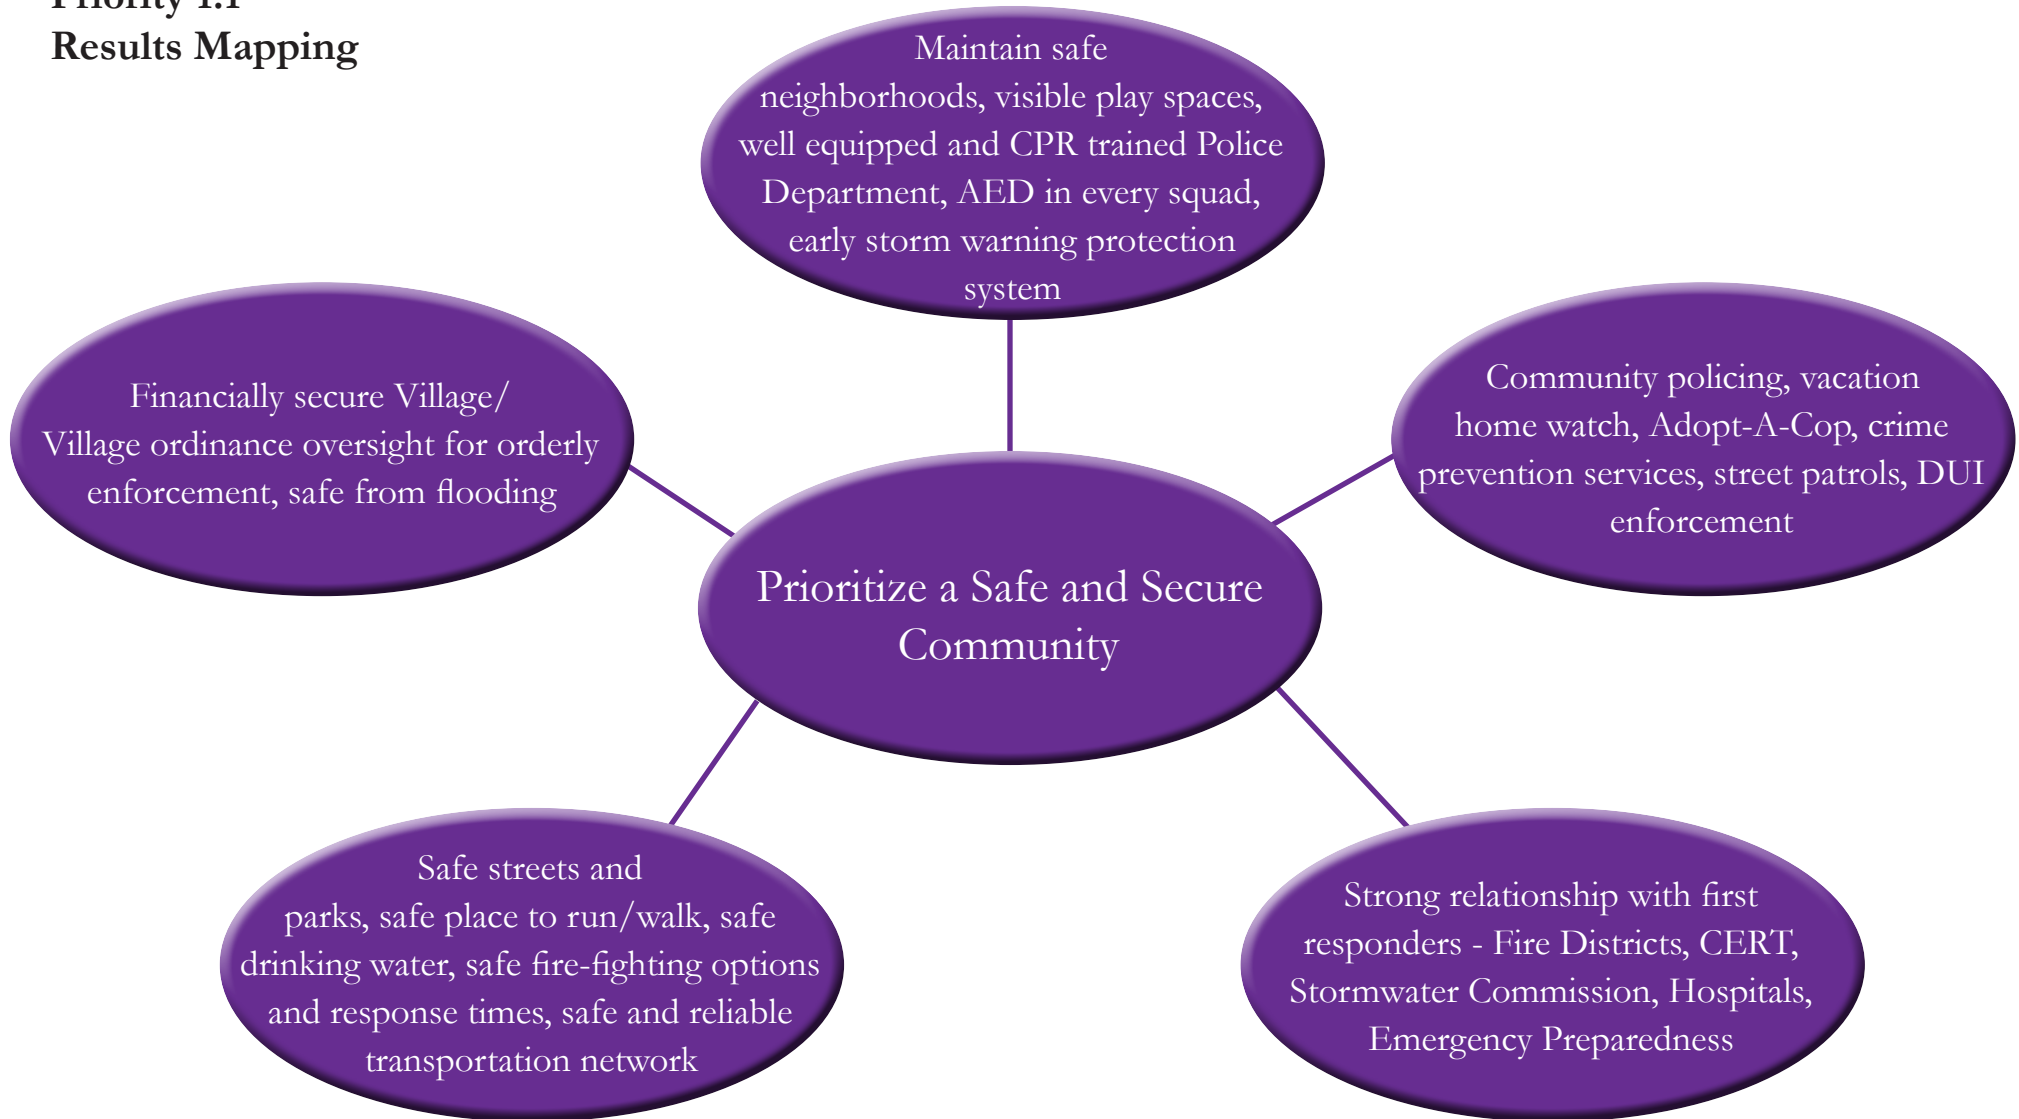 Priority 1.1
Results Mapping
Maintain safe
neighborhoods, visible play spaces,
well equipped and CPR trained Police
Department, AED in every squad,
early storm warning protection
system
Financially secure Village/
Village ordinance oversight for orderly
enforcement, safe from flooding
Community policing, vacation
home watch, Adopt-A-Cop, crime
prevention services, street patrols, DUI
enforcement
Prioritize a Safe and Secure
Community
Safe streets and
parks, safe place to run/walk, safe
drinking water, safe fire-fighting options
and response times, safe and reliable
transportation network
Strong relationship with first
responders - Fire Districts, CERT,
Stormwater Commission, Hospitals,
Emergency Preparedness